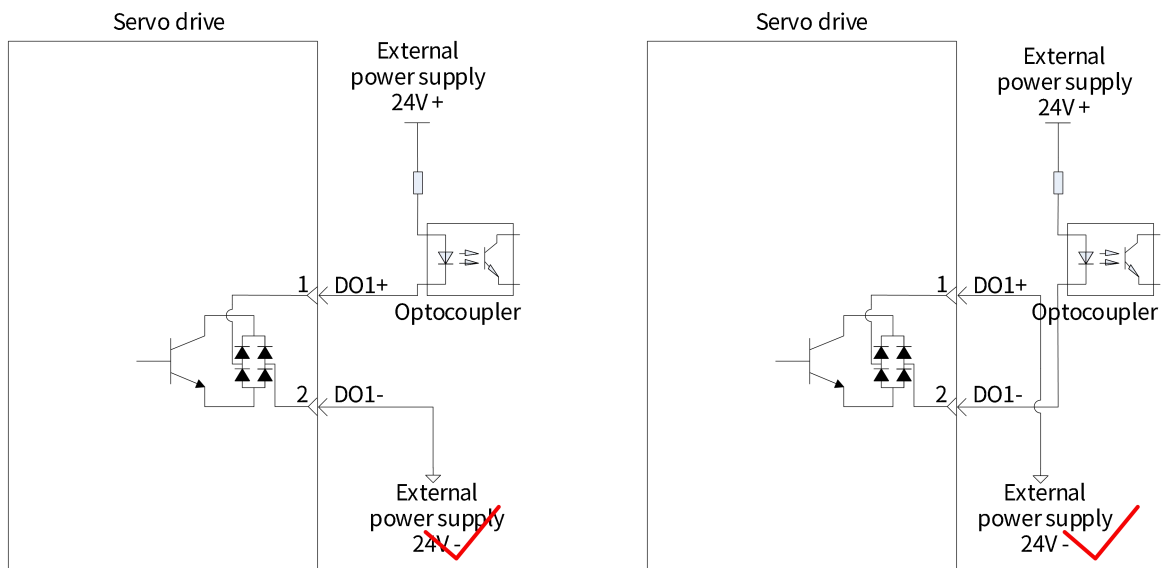 Servo drive
External
power supply
24V +
1
DO1+
Optocoupler
2
DO1-
External
power supply
24V -
Servo drive
External
power supply
24V +
1
DO1+
Optocoupler
2
DO1-
External
power supply
24V -